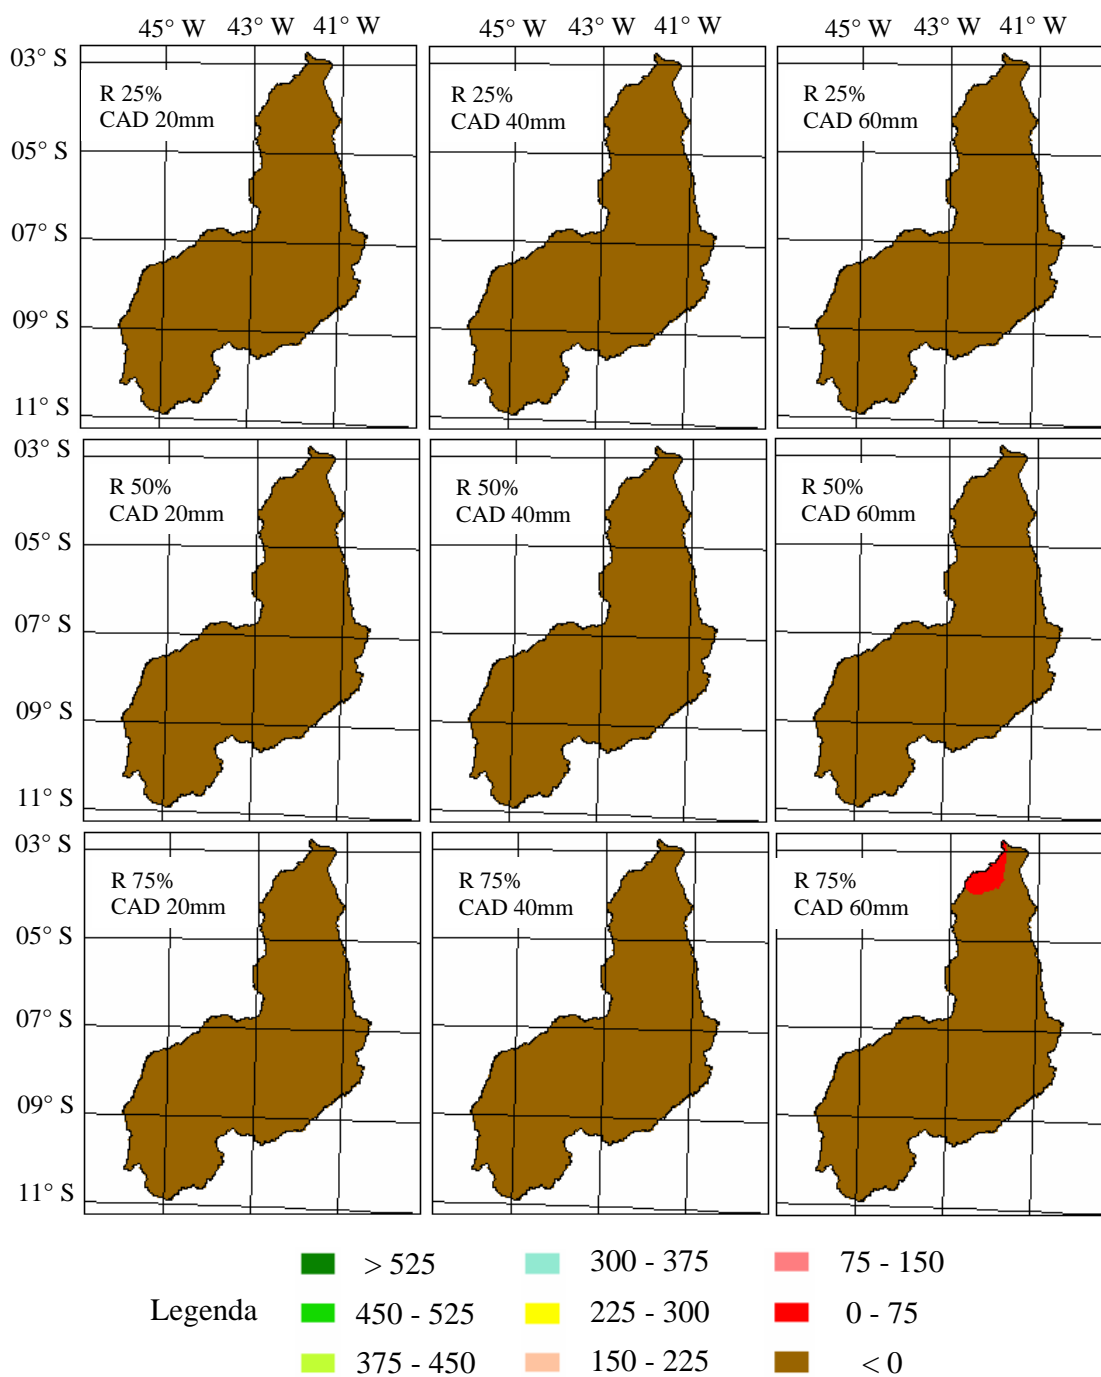 45° W 43° W 41° W 45° W 43° W 41° W 45° W 43° W 41° W
03° S
R 25%
CAD 20mm
R 25%
CAD 40mm
R 25%
CAD 60mm
05° S
07° S
09° S
11° S
03° S
R 50%
CAD 20mm
R 50%
CAD 40mm
R 50%
CAD 60mm
05° S
07° S
09° S
11° S
03° S
R 75%
CAD 20mm
R 75%
CAD 40mm
R 75%
CAD 60mm
05° S
07° S
09° S
11° S
Legenda
> 525
450 - 525
375 - 450
300 - 375
225 - 300
150 - 225
75 - 150
0 - 75
< 0